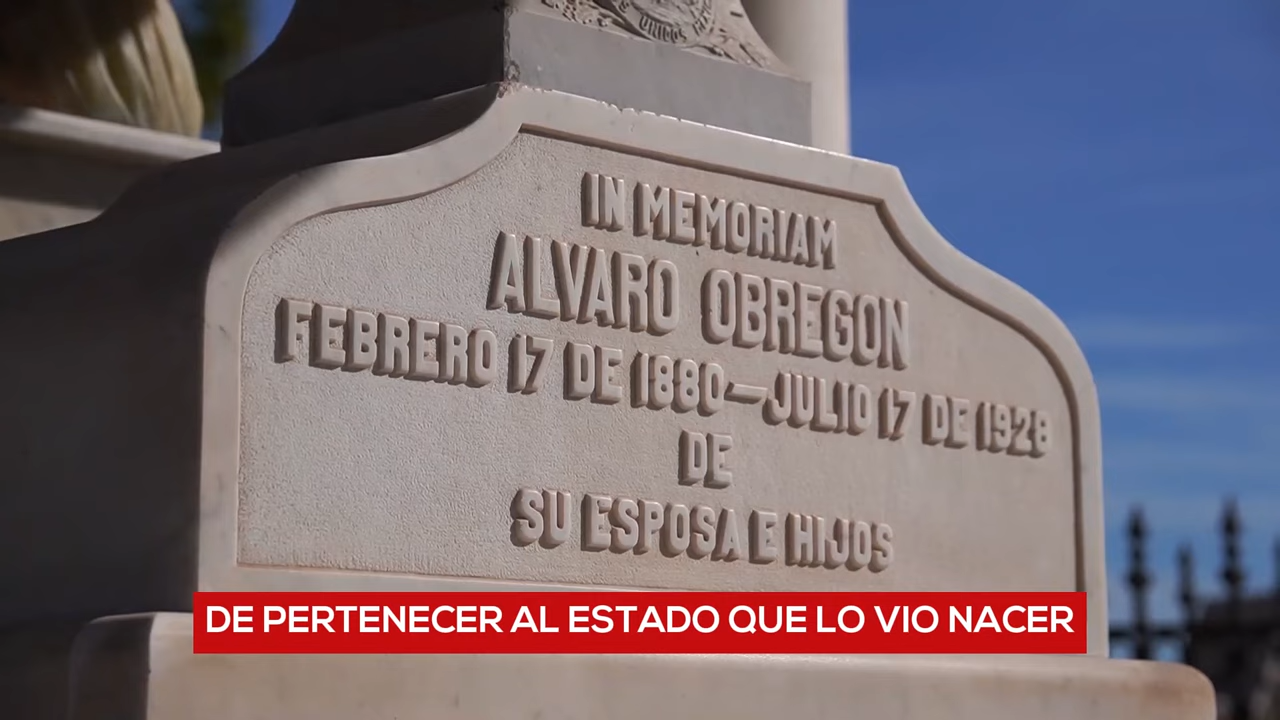 UNIDOS
IN MEMORIAM
ALVARO OBREGON
FEBRERO 17 DE 1880—JULIO 17 DE 1928
DE
SU ESPOSA E HIJOS
DE PERTENECER AL ESTADO QUE LO VIO NACER